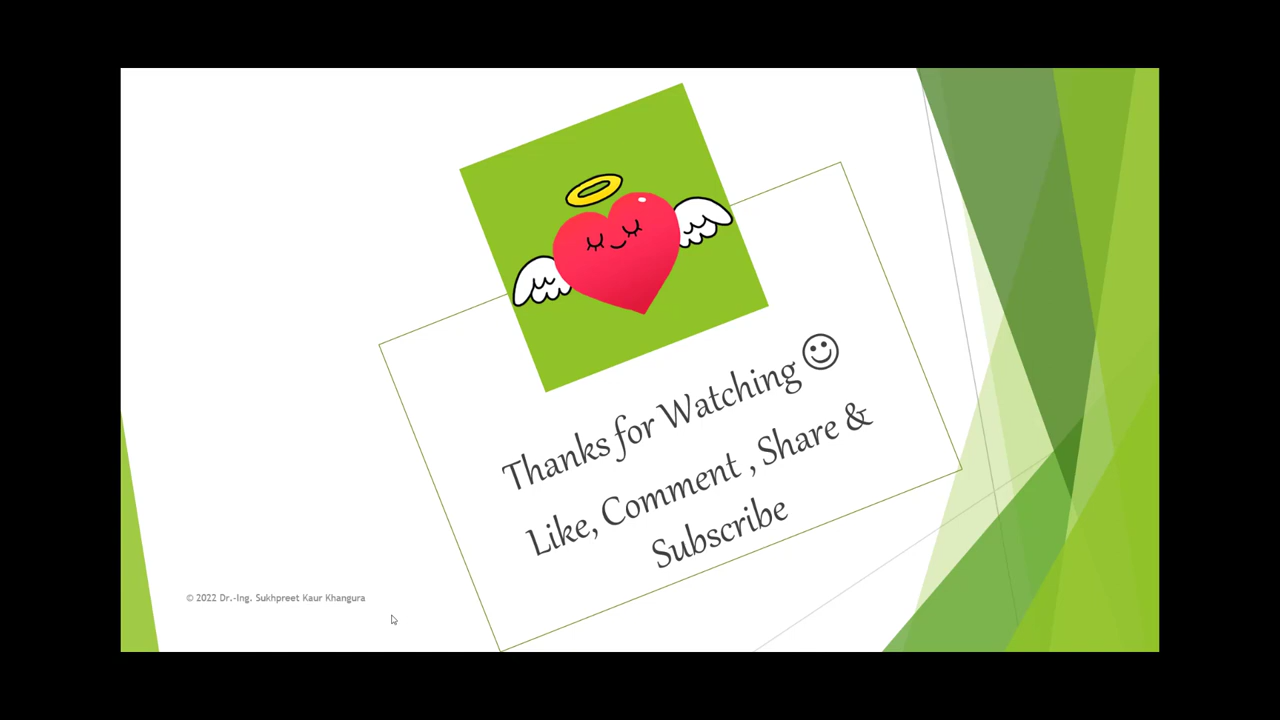 Thanks for Watching ☺
Like, Comment , Share &
Subscribe
© 2022 Dr.-Ing. Sukhpreet Kaur Khangura